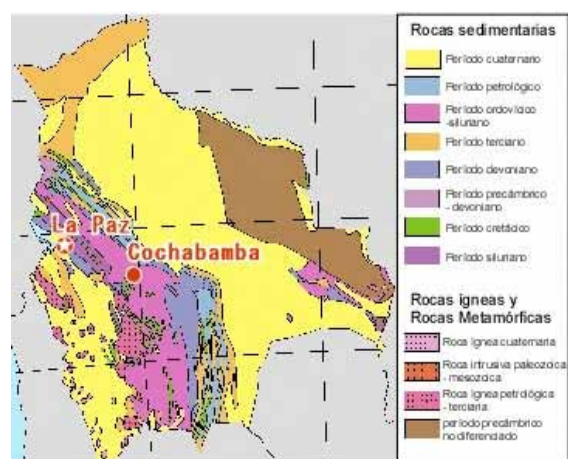 La Paz
Cochabamba
Rocas sedimentarias
Período cuaternario
Período petrológico
Período ordovícico
-siluriano
Período terciario
Período devoniano
Período precámbrico
- devoniano
Período cretácico
Período siluriano
Rocas igneas y
Rocas Metamórficas
Roca ígnea cuaternaria
Roca intrusiva paleozoica
- mesozoica
Roca ígnea petrológica
- terciaria
período precámbrico
no diferenciado